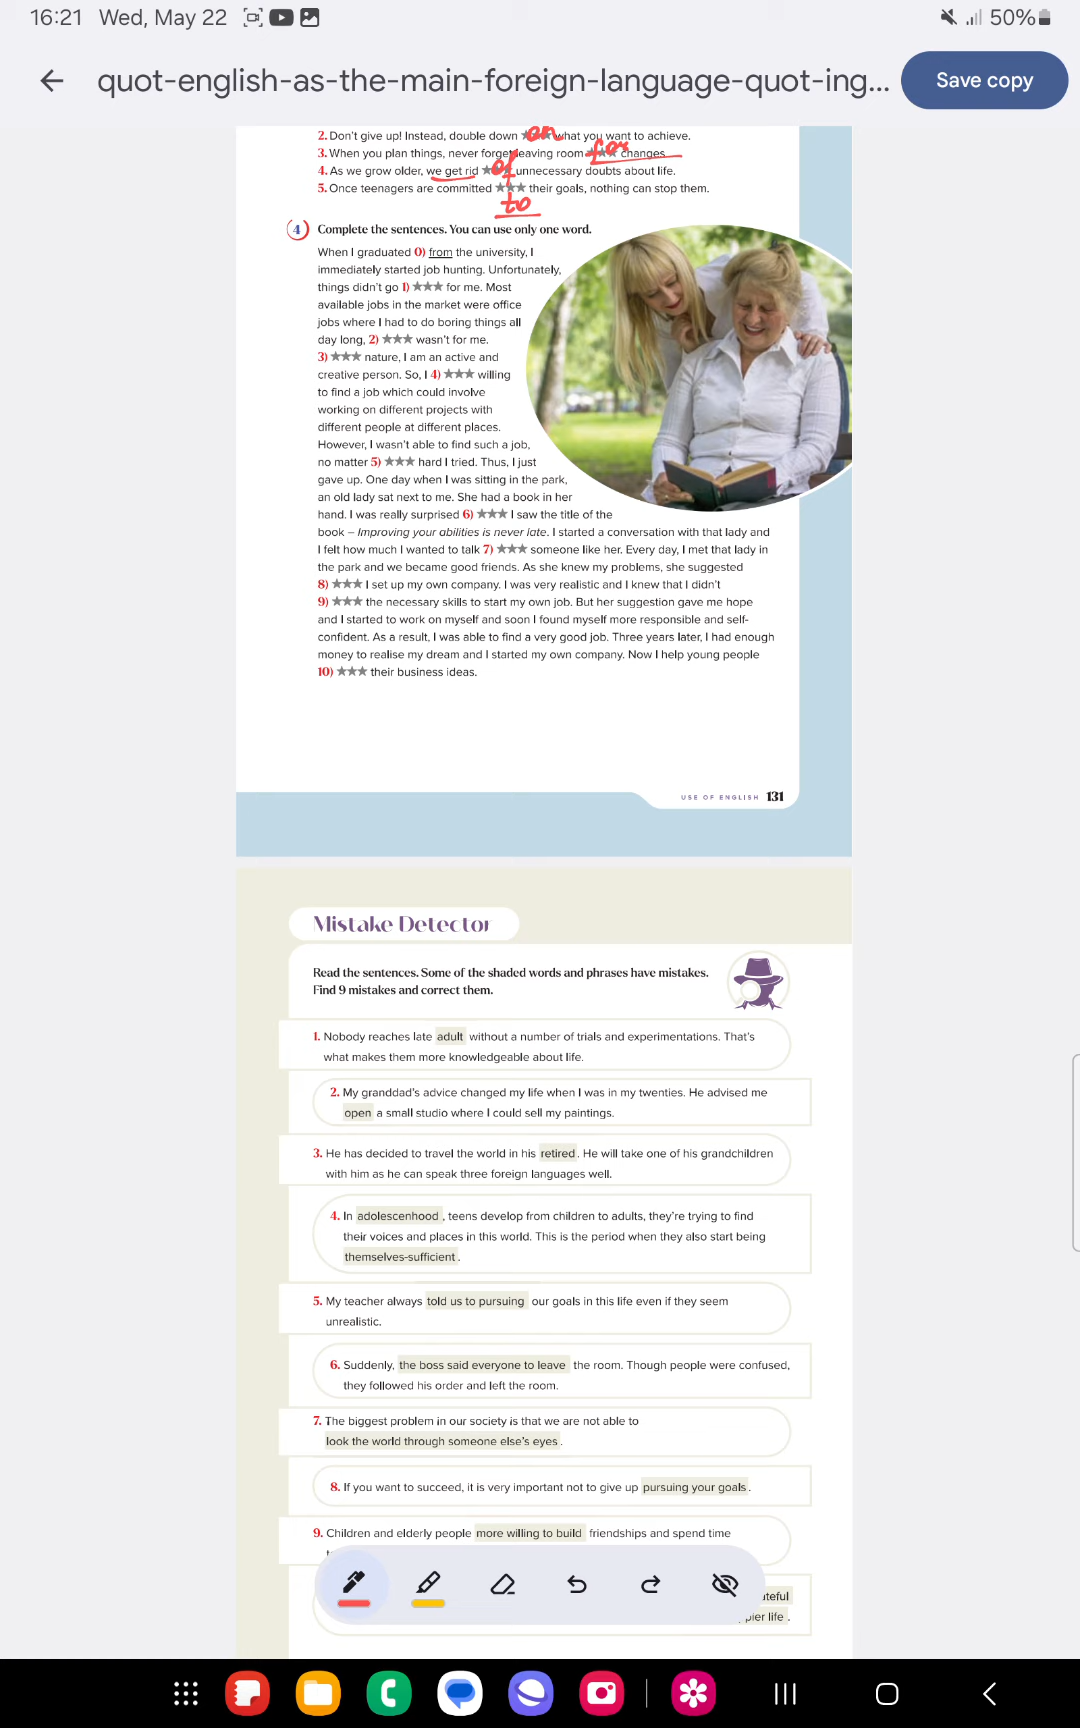 16:21 Wed, May 22
50%
quot-english-as-the-main-foreign-language-quot-ing...
Save copy
2. Don't give up! Instead, double down ★ on what you want to achieve.
3. When you plan things, never forget leaving room ★★★ for changes.
4. As we grow older, we get rid ★ of unnecessary doubts about life.
5. Once teenagers are committed ★★★ their goals, nothing can stop them.
to
4 Complete the sentences. You can use only one word.
When I graduated 0) from the university, I
immediately started job hunting. Unfortunately,
things didn't go 1) ★★★ for me. Most
available jobs in the market were office
jobs where I had to do boring things all
day long, 2) ★★★ wasn't for me.
3) ★★★ nature, I am an active and
creative person. So, I 4) ★★★ willing
to find a job which could involve
working on different projects with
different people at different places.
However, I wasn't able to find such a job,
no matter 5) ★★★ hard I tried. Thus, I just
gave up. One day when I was sitting in the park,
an old lady sat next to me. She had a book in her
hand. I was really surprised 6) ★★★ I saw the title of the
book – Improving your abilities is never late. I started a conversation with that lady and
I felt how much I wanted to talk 7) ★★★ someone like her. Every day, I met that lady in
the park and we became good friends. As she knew my problems, she suggested
8) ★★★ I set up my own company. I was very realistic and I knew that I didn't
9) ★★★ the necessary skills to start my own job. But her suggestion gave me hope
and I started to work on myself and soon I found myself more responsible and self-
confident. As a result, I was able to find a very good job. Three years later, I had enough
money to realise my dream and I started my own company. Now I help young people
10) ★★★ their business ideas.
USE OF ENGLISH 131
Mistake Detector
Read the sentences. Some of the shaded words and phrases have mistakes.
Find 9 mistakes and correct them.
1. Nobody reaches late adult without a number of trials and experimentations. That's
what makes them more knowledgeable about life.
2. My granddad's advice changed my life when I was in my twenties. He advised me
open a small studio where I could sell my paintings.
3. He has decided to travel the world in his retired. He will take one of his grandchildren
with him as he can speak three foreign languages well.
4. In adolescenhood, teens develop from children to adults, they're trying to find
their voices and places in this world. This is the period when they also start being
themselves-sufficient.
5. My teacher always told us to pursuing our goals in this life even if they seem
unrealistic.
6. Suddenly, the boss said everyone to leave the room. Though people were confused,
they followed his order and left the room.
7. The biggest problem in our society is that we are not able to
look the world through someone else's eyes.
8. If you want to succeed, it is very important not to give up pursuing your goals.
9. Children and elderly people more willing to build friendships and spend time
life.